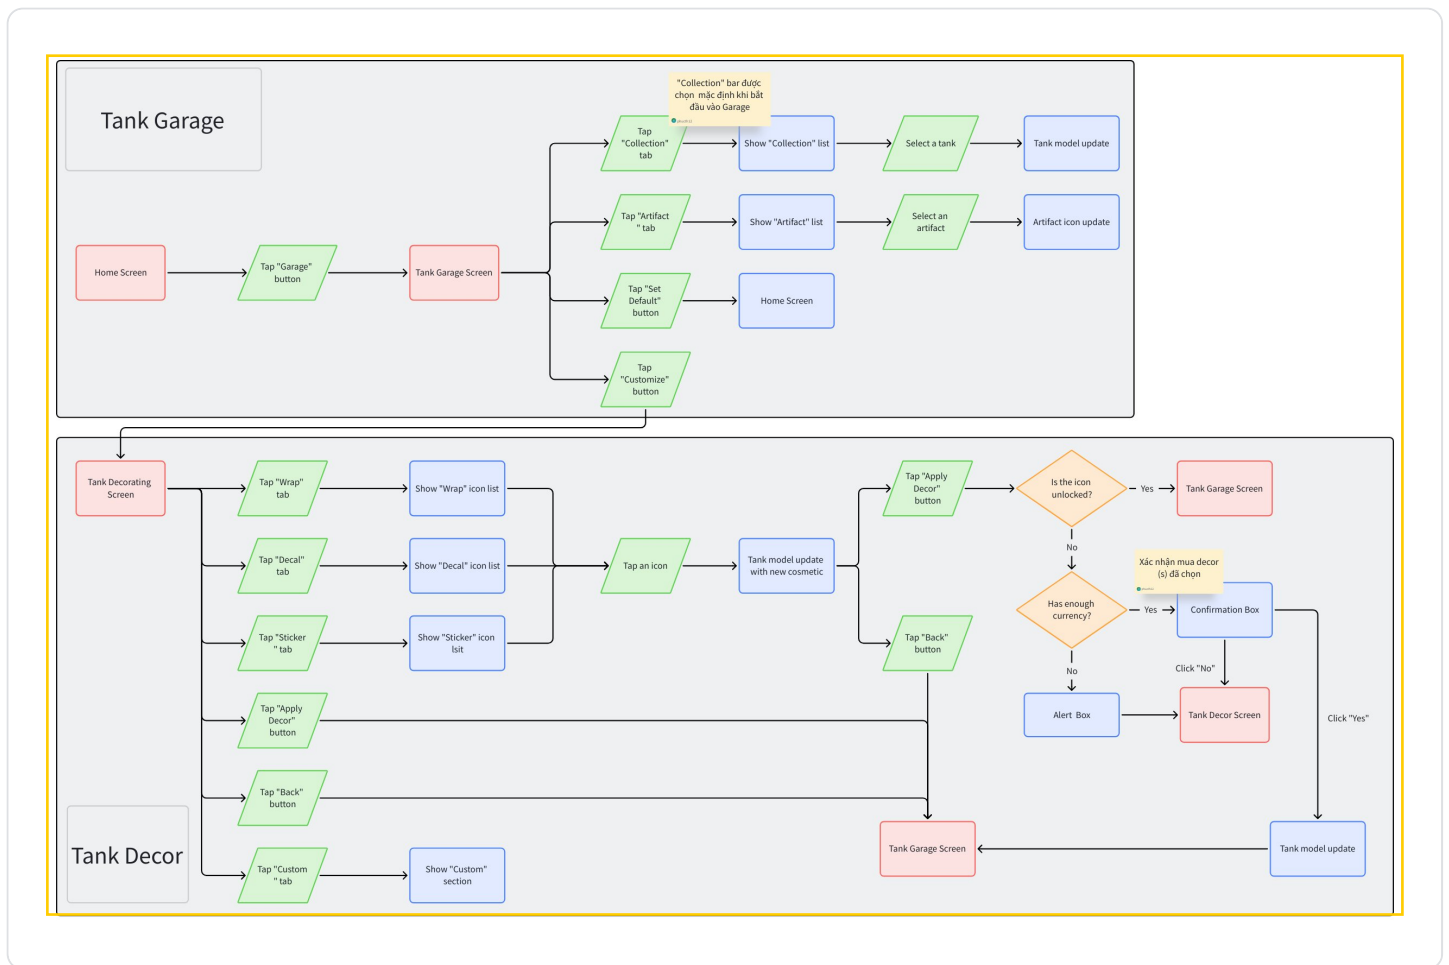 Tank Garage
"Collection" bar được
chọn mặc định khi bắt
đầu vào Garage
Tap
"Collection"
tab
Show "Collection" list
Select a tank
Tank model update
Tap "Artifact
" tab
Show "Artifact" list
Select an
artifact
Artifact icon update
Home Screen
Tap "Garage"
button
Tank Garage Screen
Tap "Set
Default"
button
Home Screen
Tap
"Customize"
button
Tank Decorating
Screen
Tap "Wrap"
tab
Show "Wrap" icon list
Tap "Apply
Decor"
button
Is the icon
unlocked?
Yes
Tank Garage Screen
No
Tap "Decal"
tab
Show "Decal" icon list
Tap an icon
Tank model update
with new cosmetic
Xác nhận mua decor
(s) đã chọn
Has enough
currency?
Yes
Confirmation Box
Tap "Sticker
" tab
Show "Sticker" icon
lsit
Tap "Back"
button
No
Click "No"
Tap "Apply
Decor"
button
Alert Box
Tank Decor Screen
Click "Yes"
Tap "Back"
button
Tank Decor
Tank Garage Screen
Tank model update
Tap "Custom
" tab
Show "Custom"
section